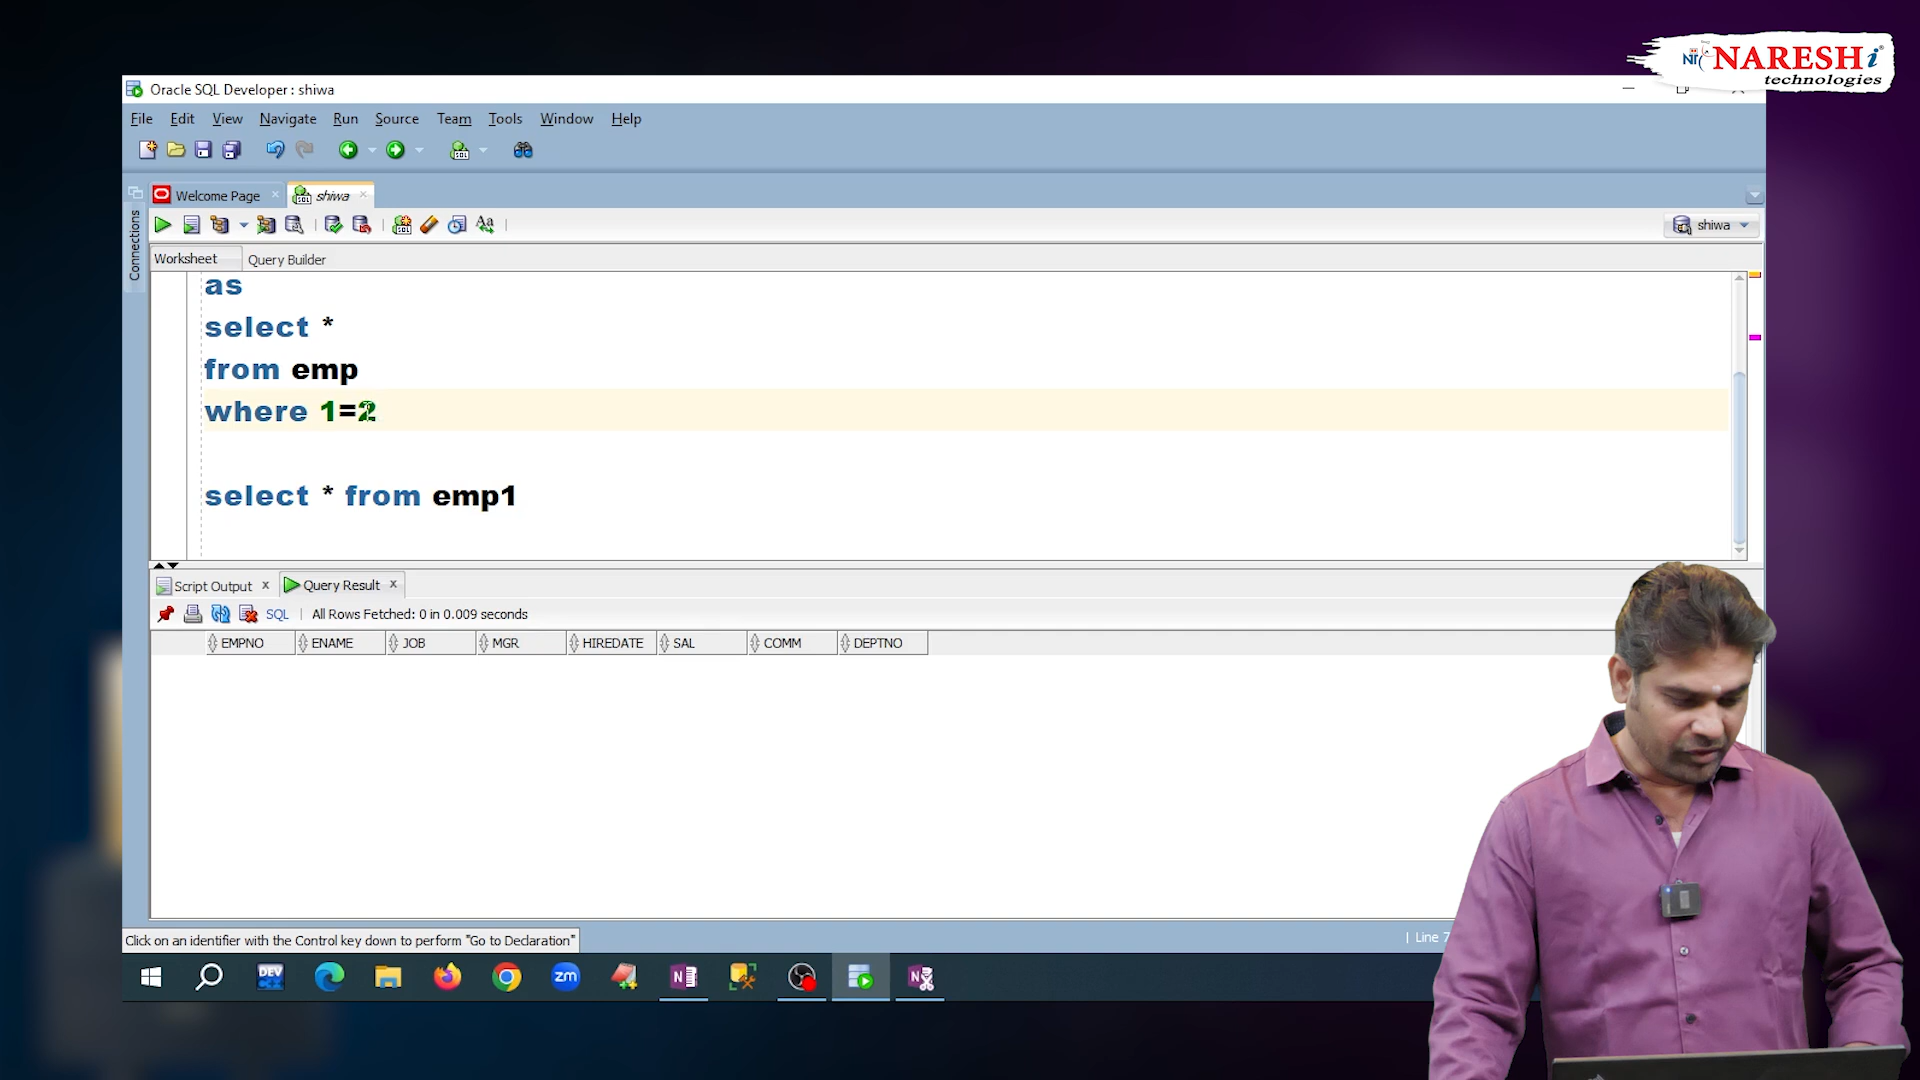 NARESH i
technologies
Oracle SQL Developer : shiwa
File Edit View Navigate Run Source Team Tools Window Help
Welcome Page shiwa
Connections
shiwa
Worksheet Query Builder
as
select *
from emp
where 1=2
select * from emp1
Script Output x Query Result x
SQL | All Rows Fetched: 0 in 0.009 seconds
EMPNO ENAME JOB MGR HIREDATE SAL COMM DEPTNO
Click on an identifier with the Control key down to perform "Go to Declaration"
| Line 7
DEV
zm